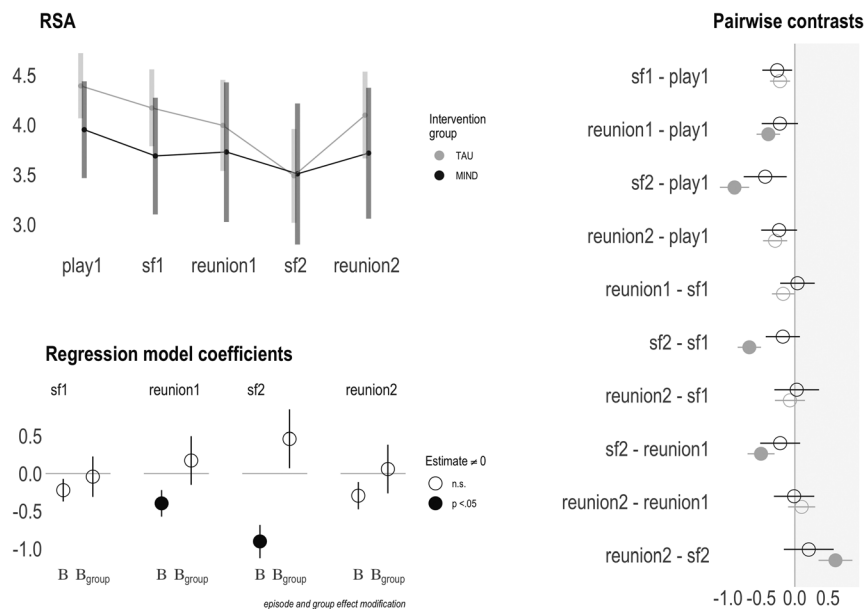 RSA
4.5
4.0
3.5
3.0
play1 sf1 reunion1 sf2 reunion2
Intervention
group
TAU
MIND
Regression model coefficients
sf1 reunion1 sf2 reunion2
0.5
0.0
-0.5
-1.0
B Bgroup B Bgroup B Bgroup B Bgroup
episode and group effect modification
Estimate ≠ 0
n.s.
p <.05
Pairwise contrasts
sf1 - play1
reunion1 - play1
sf2 - play1
reunion2 - play1
reunion1 - sf1
sf2 - sf1
reunion2 - sf1
sf2 - reunion1
reunion2 - reunion1
reunion2 - sf2
-1.0 -0.5 0.0 0.5